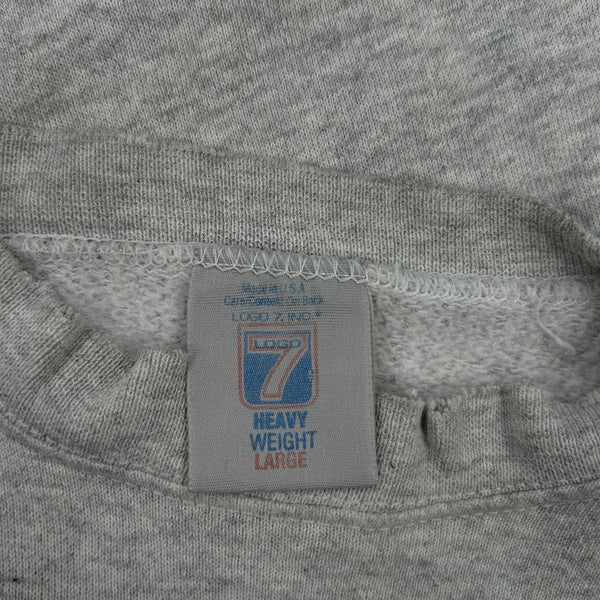 Made in U.S.A.
Care/Content On Back
LOGO 7, INC.*
LOGO
7
HEAVY
WEIGHT
LARGE